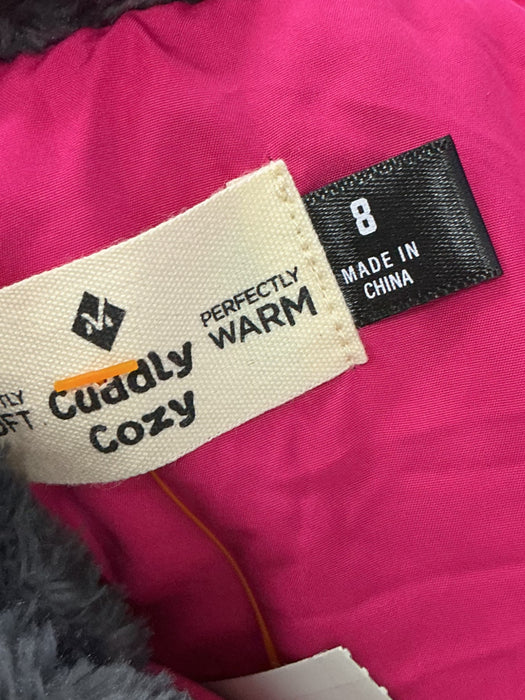 PERFECTLY
WARM
Cuddly
Cozy
8
MADE IN
CHINA